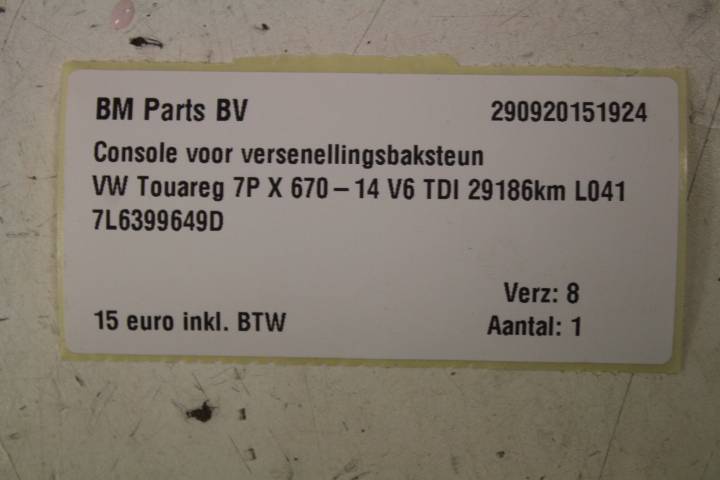 BM Parts BV 290920151924
Console voor versenellingsbaksteun
VW Touareg 7P X 670-14 V6 TDI 29186km L041
7L6399649D
Verz: 8
15 euro inkl. BTW Aantal: 1